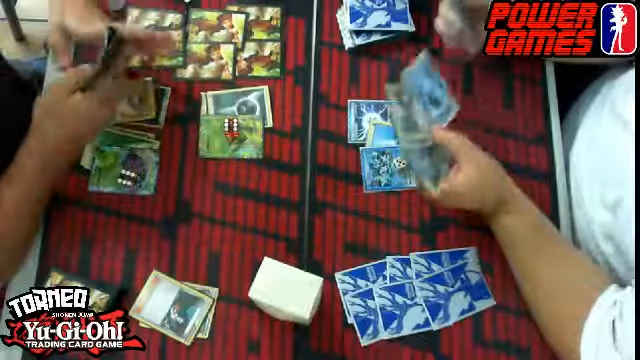 POWER
GAMES
TORNEO
SHONEN JUMP
Yu-Gi-Oh!
TRADING CARD GAME